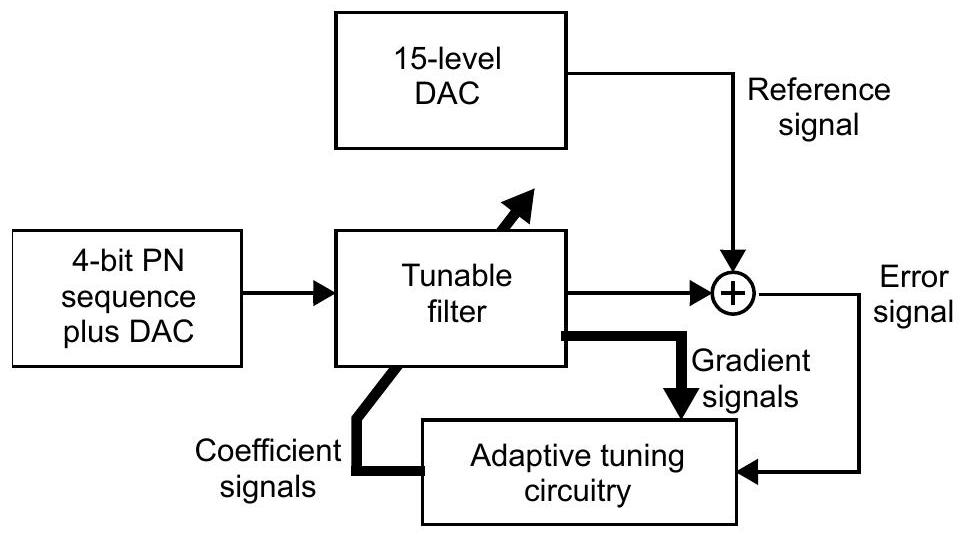 15-level
DAC
Reference
signal
4-bit PN
sequence
plus DAC
Tunable
filter
+
Error
signal
Gradient
signals
Coefficient
signals
Adaptive tuning
circuitry